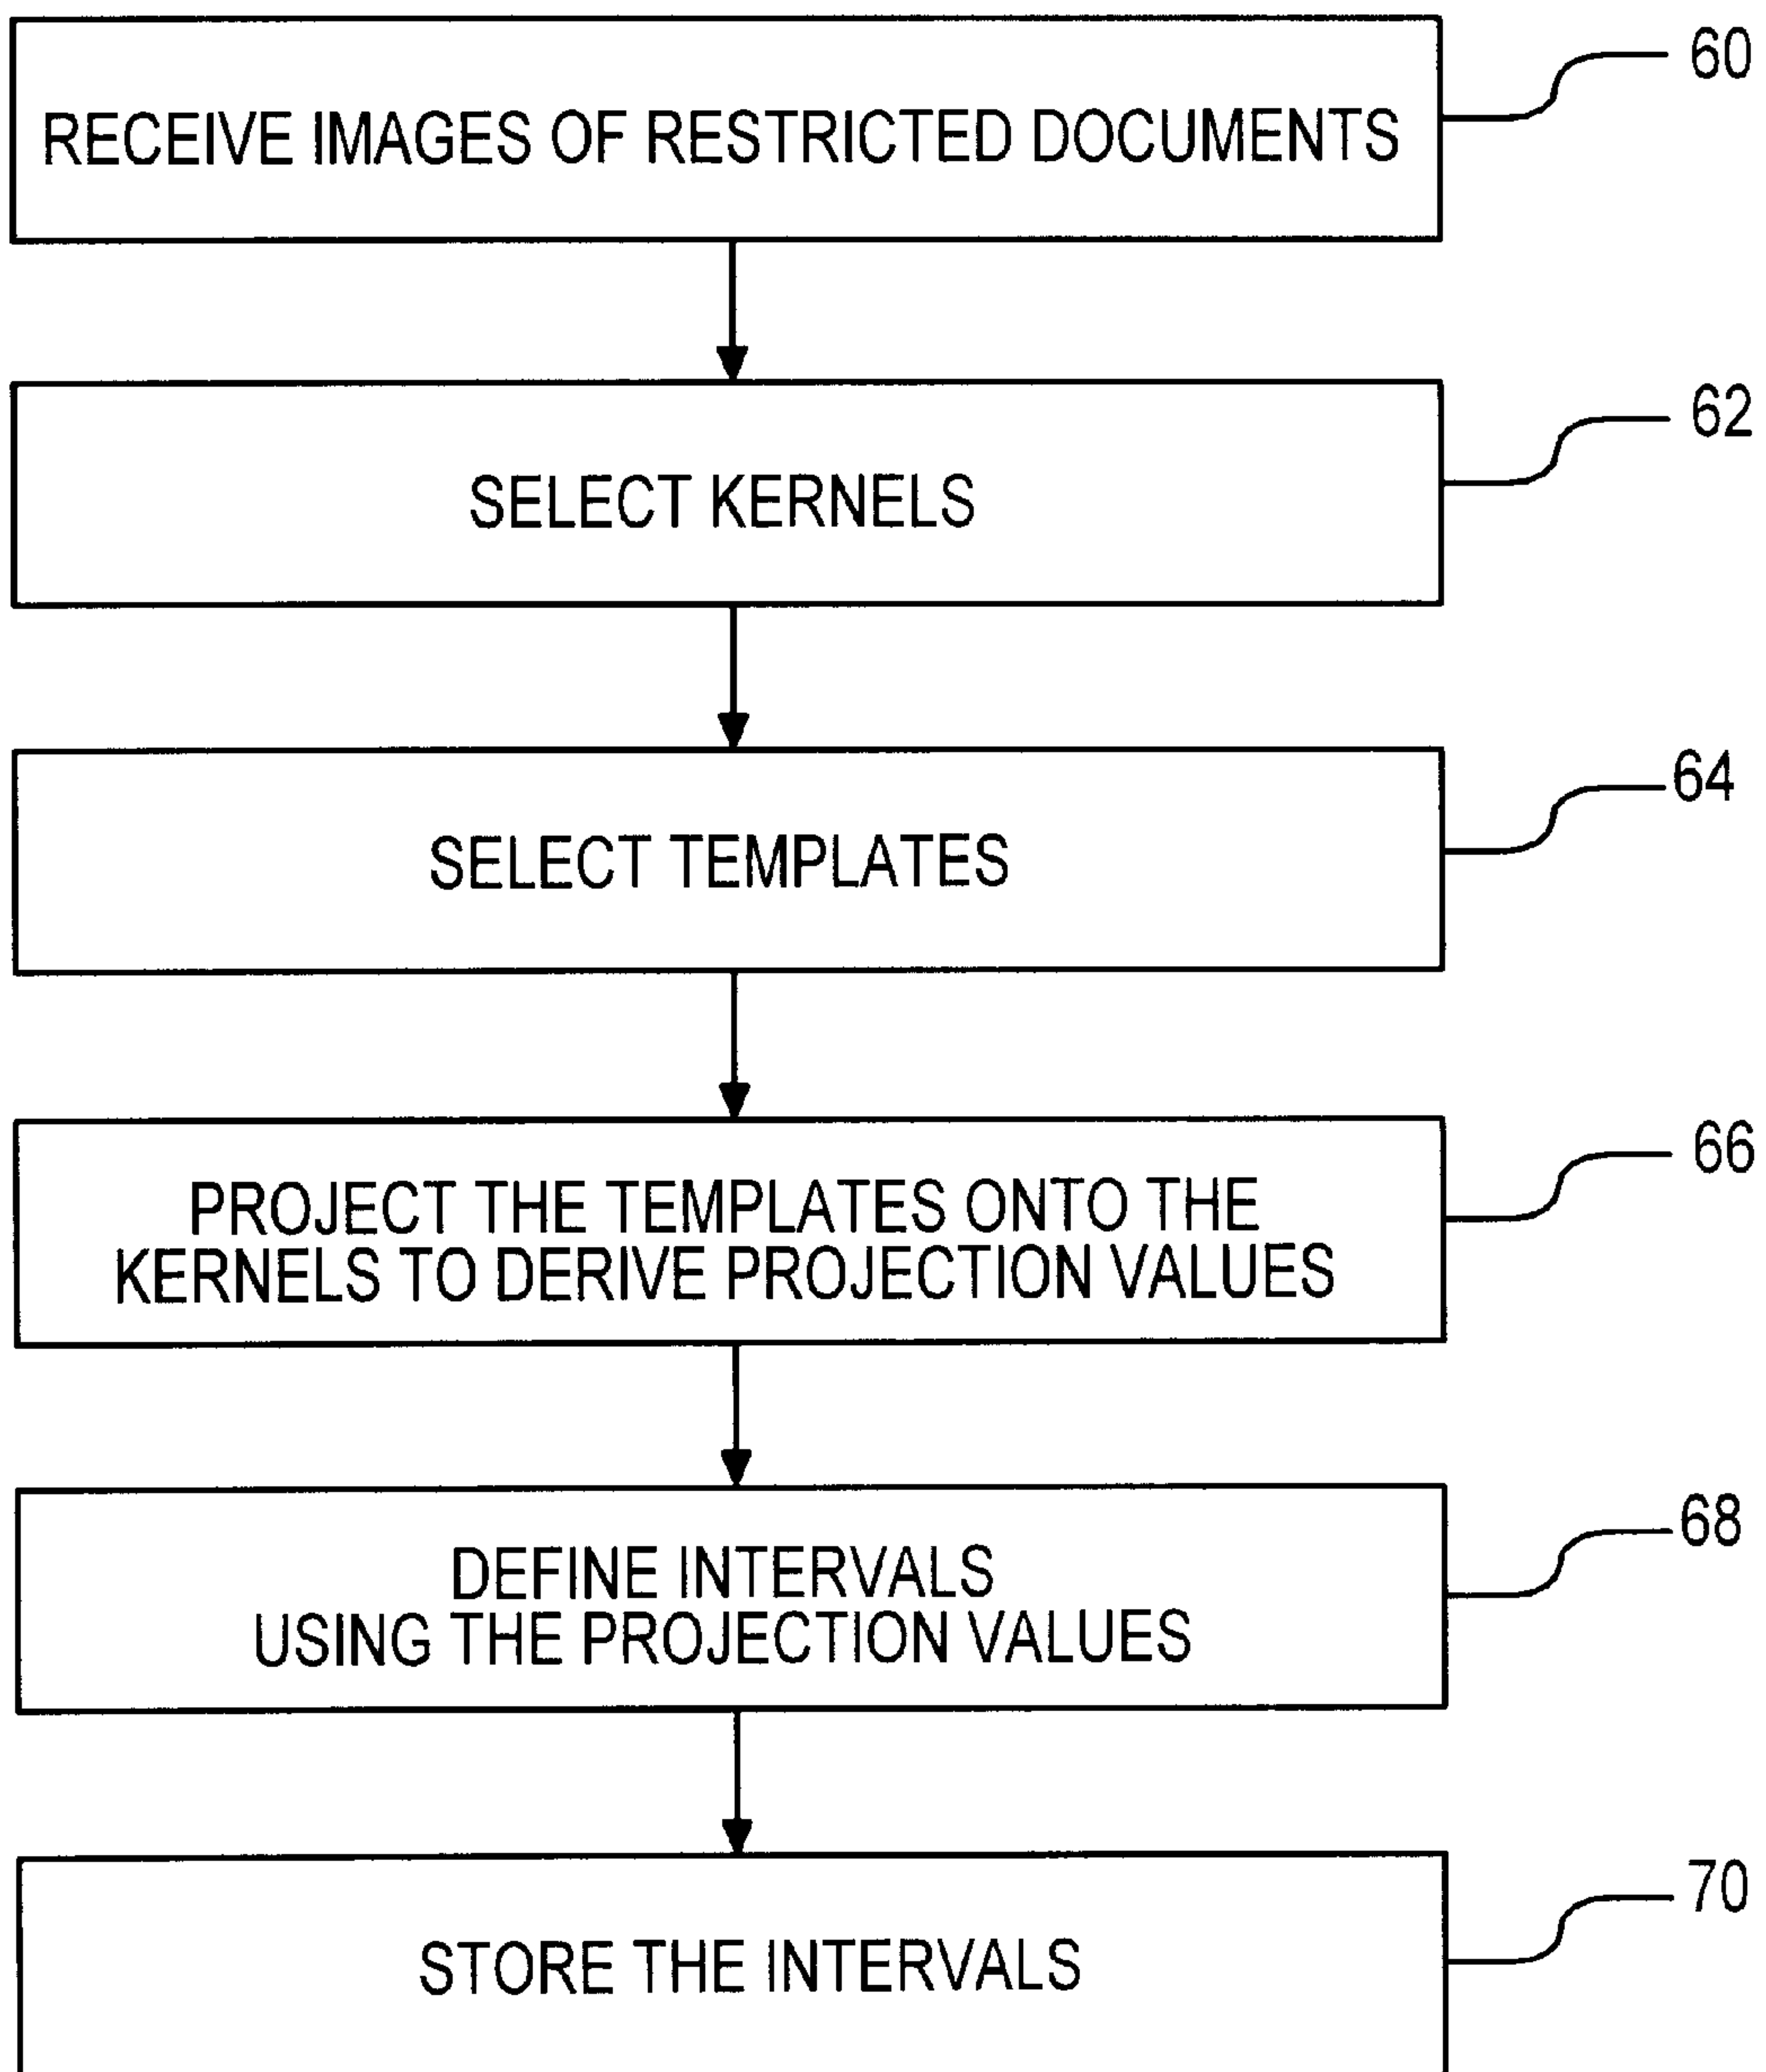 60
RECEIVE IMAGES OF RESTRICTED DOCUMENTS
62
SELECT KERNELS
64
SELECT TEMPLATES
66
PROJECT THE TEMPLATES ONTO THE
KERNELS TO DERIVE PROJECTION VALUES
68
DEFINE INTERVALS
USING THE PROJECTION VALUES
70
STORE THE INTERVALS